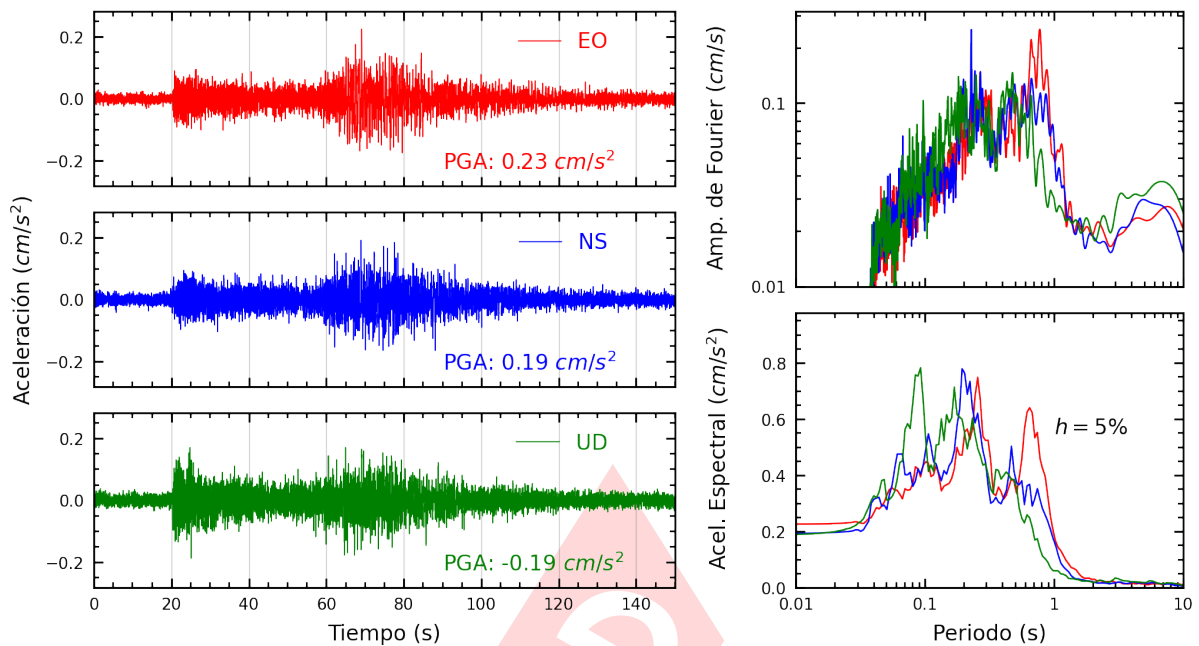 Aceleración (cm/s²)
0.2
0.0
−0.2
EO
PGA: 0.23 cm/s²
0.2
0.0
−0.2
NS
PGA: 0.19 cm/s²
0.2
0.0
−0.2
UD
PGA: -0.19 cm/s²
0 20 40 60 80 100 120 140
Tiempo (s)
Amp. de Fourier (cm/s)
0.1
0.01
Acel. Espectral (cm/s²)
0.8
0.6
0.4
0.2
0.0
h = 5%
0.01 0.1 1 10
Periodo (s)